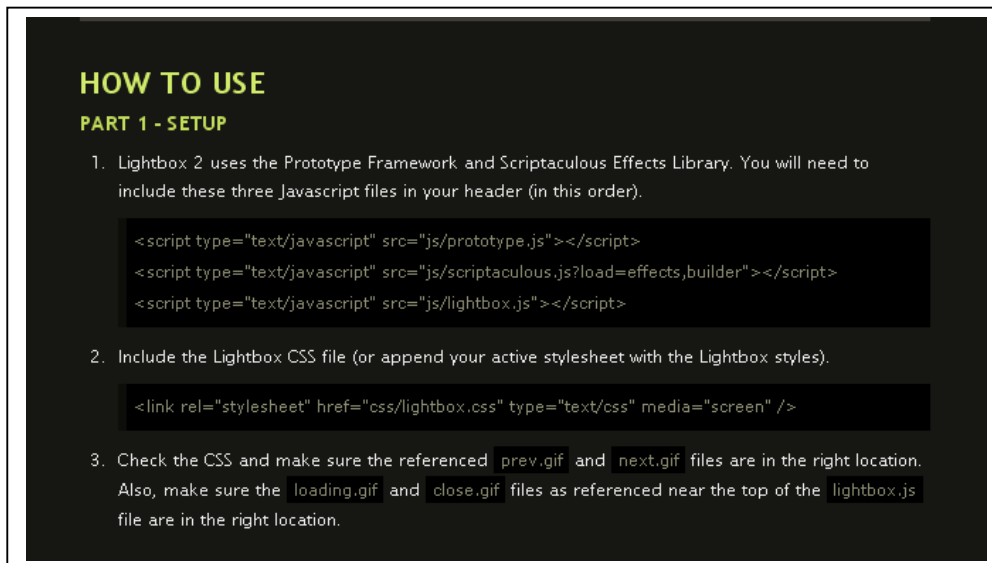 HOW TO USE
PART 1 - SETUP
1. Lightbox 2 uses the Prototype Framework and Scriptaculous Effects Library. You will need to
include these three Javascript files in your header (in this order).
<script type="text/javascript" src="js/prototype.js"></script>
<script type="text/javascript" src="js/scriptaculous.js?load=effects,builder"></script>
<script type="text/javascript" src="js/lightbox.js"></script>
2. Include the Lightbox CSS file (or append your active stylesheet with the Lightbox styles).
<link rel="stylesheet" href="css/lightbox.css" type="text/css" media="screen" />
3. Check the CSS and make sure the referenced prev.gif and next.gif files are in the right location.
Also, make sure the loading.gif and close.gif files as referenced near the top of the lightbox.js
file are in the right location.